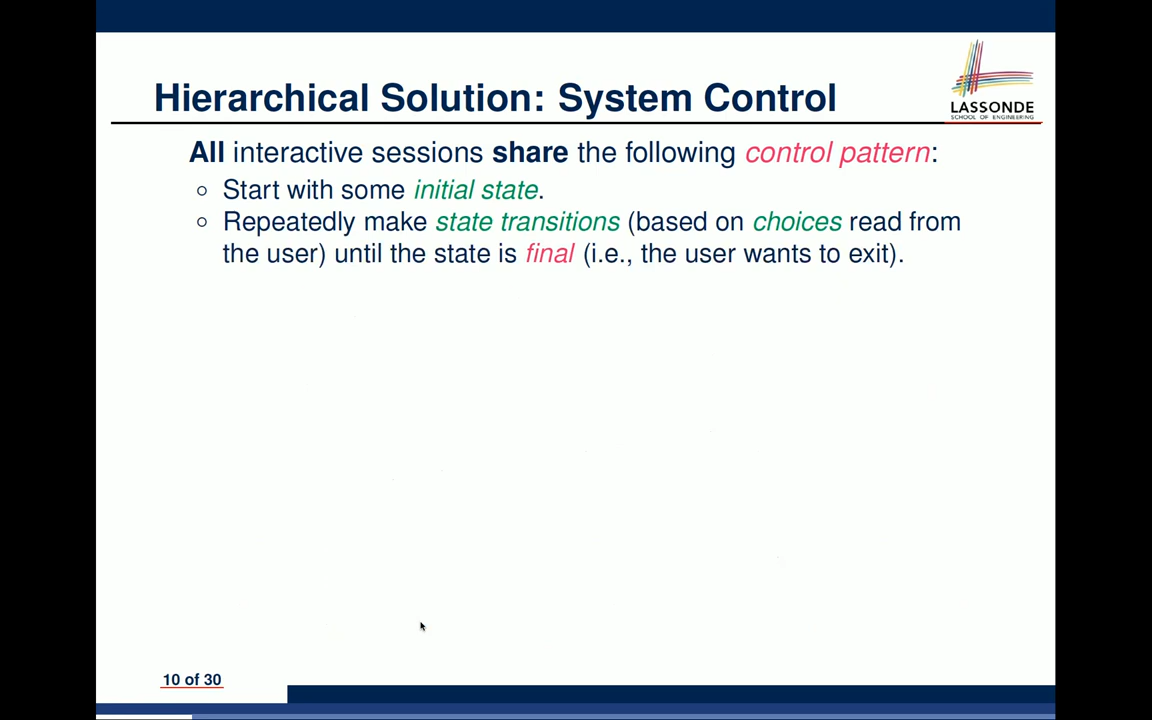 Hierarchical Solution: System Control
LASSONDE
SCHOOL OF ENGINEERING
All interactive sessions share the following control pattern:
○ Start with some initial state.
○ Repeatedly make state transitions (based on choices read from
the user) until the state is final (i.e., the user wants to exit).
10 of 30